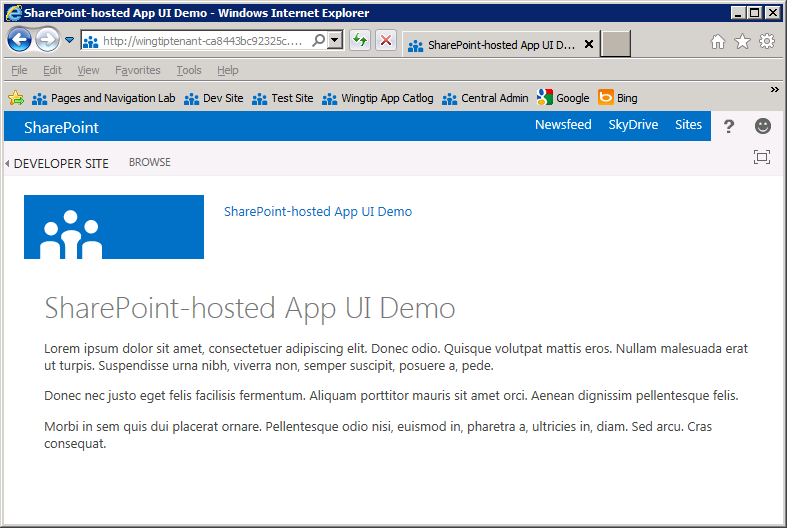 SharePoint-hosted App UI Demo - Windows Internet Explorer
http://wingtiptenant-ca8443bc92325c....
SharePoint-hosted App UI D...
File Edit View Favorites Tools Help
Pages and Navigation Lab Dev Site Test Site Wingtip App Catlog Central Admin Google Bing
SharePoint Newsfeed SkyDrive Sites ?
DEVELOPER SITE BROWSE
SharePoint-hosted App UI Demo
SharePoint-hosted App UI Demo
Lorem ipsum dolor sit amet, consectetuer adipiscing elit. Donec odio. Quisque volutpat mattis eros. Nullam malesuada erat
ut turpis. Suspendisse urna nibh, viverra non, semper suscipit, posuere a, pede.
Donec nec justo eget felis facilisis fermentum. Aliquam porttitor mauris sit amet orci. Aenean dignissim pellentesque felis.
Morbi in sem quis dui placerat ornare. Pellentesque odio nisi, euismod in, pharetra a, ultricies in, diam. Sed arcu. Cras
consequat.